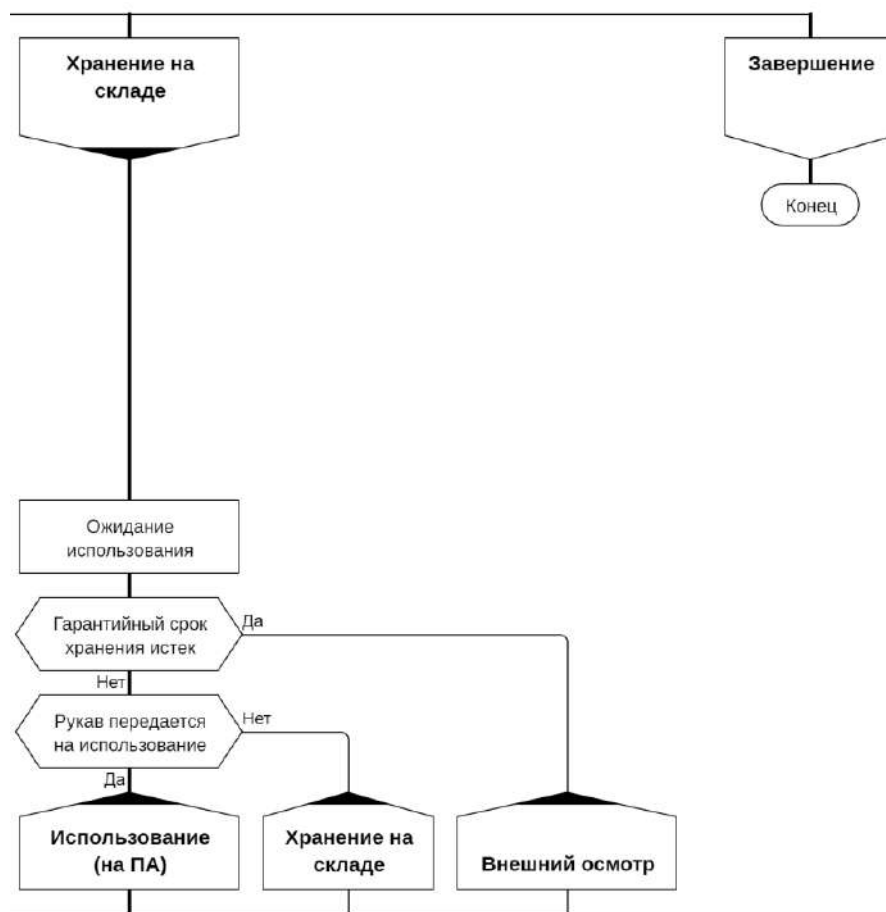 Хранение на
складе
Завершение
Конец
Ожидание
использования
Гарантийный срок
хранения истек
Да
Нет
Рукав передается
на использование
Нет
Да
Использование
(на ПА)
Хранение на
складе
Внешний осмотр